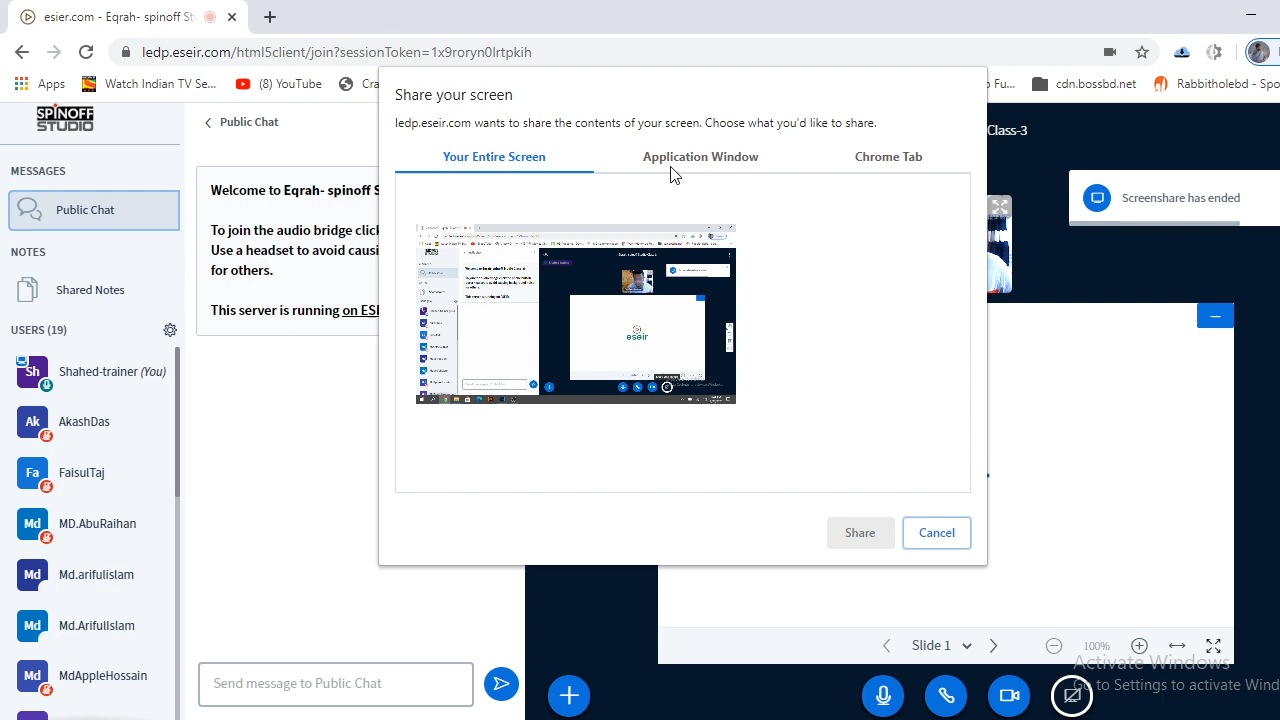 esier.com - Eqrah- spinoff St
ledp.eseir.com/html5client/join?sessionToken=1x9roryn0lrtpkih
Apps
Watch Indian TV Se...
(8) YouTube
Cra
Fu...
cdn.bossbd.net
Rabbitholebd - Spo
SPINOFF
STUDIO
MESSAGES
Public Chat
NOTES
Shared Notes
USERS (19)
Sh
Shahed-trainer (You)
Ak
AkashDas
Fa
FaisulTaj
Md
MD.AbuRaihan
Md
Md.arifulislam
Md
Md.Arifullslam
Md
MdAppleHossain
Public Chat
Welcome to Eqrah- spinoff S
To join the audio bridge click
Use a headset to avoid causi
for others.
This server is running on ESI
Send message to Public Chat
Share your screen
ledp.eseir.com wants to share the contents of your screen. Choose what you'd like to share.
Your Entire Screen
Application Window
Chrome Tab
eseir
Share
Cancel
Class-3
Screenshare has ended
Slide 1
100%
Activate Windows
Go to Settings to activate Wind